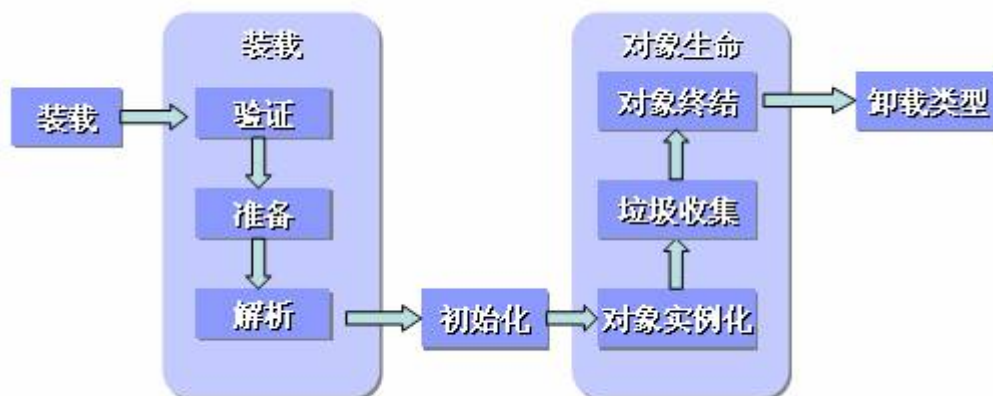 装载
装载
验证
准备
解析
初始化
对象生命
对象终结
垃圾收集
对象实例化
卸载类型